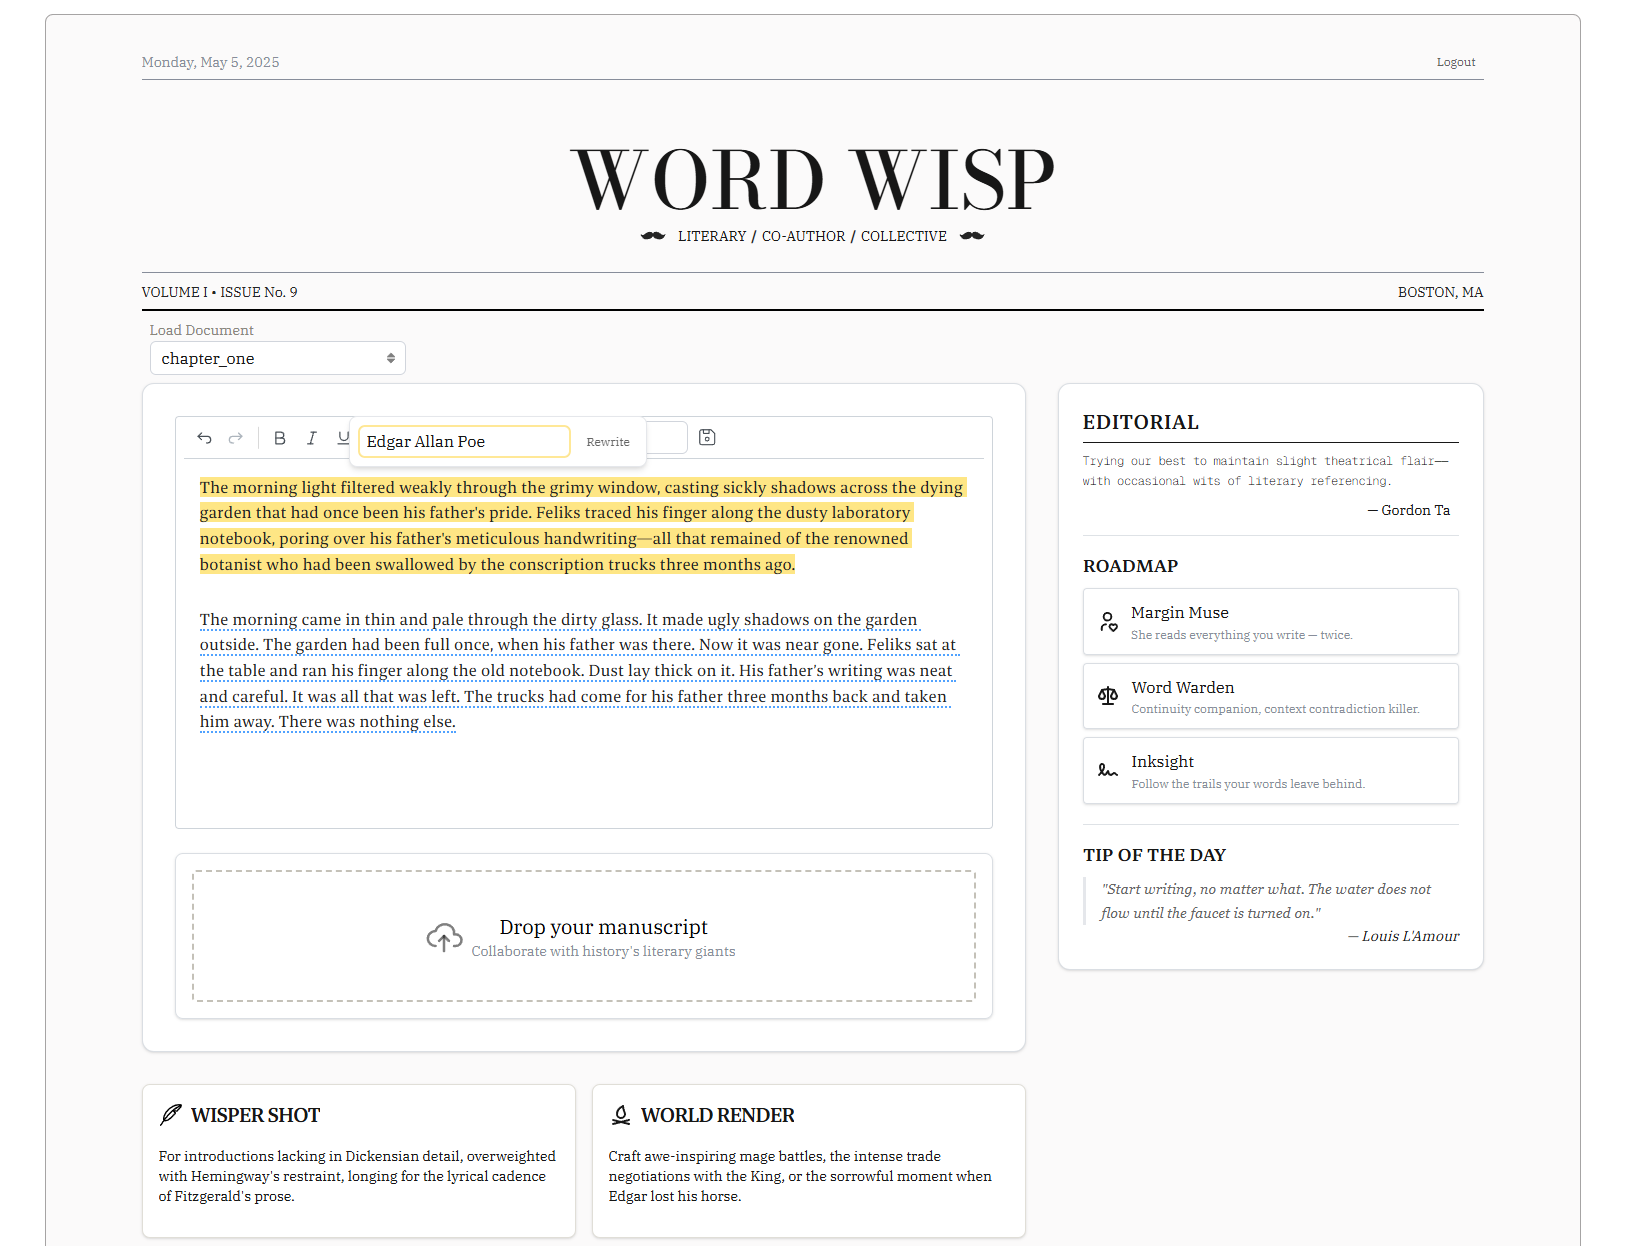 Monday, May 5, 2025
Logout
WORD WISP
LITERARY / CO-AUTHOR / COLLECTIVE
VOLUME I • ISSUE No. 9
BOSTON, MA
Load Document
chapter_one
B I U
Edgar Allan Poe
Rewrite
The morning light filtered weakly through the grimy window, casting sickly shadows across the dying
garden that had once been his father's pride. Feliks traced his finger along the dusty laboratory
notebook, poring over his father's meticulous handwriting—all that remained of the renowned
botanist who had been swallowed by the conscription trucks three months ago.
The morning came in thin and pale through the dirty glass. It made ugly shadows on the garden
outside. The garden had been full once, when his father was there. Now it was near gone. Feliks sat at
the table and ran his finger along the old notebook. Dust lay thick on it. His father's writing was neat
and careful. It was all that was left. The trucks had come for his father three months back and taken
him away. There was nothing else.
Drop your manuscript
Collaborate with history's literary giants
EDITORIAL
Trying our best to maintain slight theatrical flair—
with occasional wits of literary referencing.
— Gordon Ta
ROADMAP
Margin Muse
She reads everything you write — twice.
Word Warden
Continuity companion, context contradiction killer.
Inksight
Follow the trails your words leave behind.
TIP OF THE DAY
"Start writing, no matter what. The water does not
flow until the faucet is turned on."
— Louis L'Amour
WISPER SHOT
For introductions lacking in Dickensian detail, overweighted
with Hemingway's restraint, longing for the lyrical cadence
of Fitzgerald's prose.
WORLD RENDER
Craft awe-inspiring mage battles, the intense trade
negotiations with the King, or the sorrowful moment when
Edgar lost his horse.